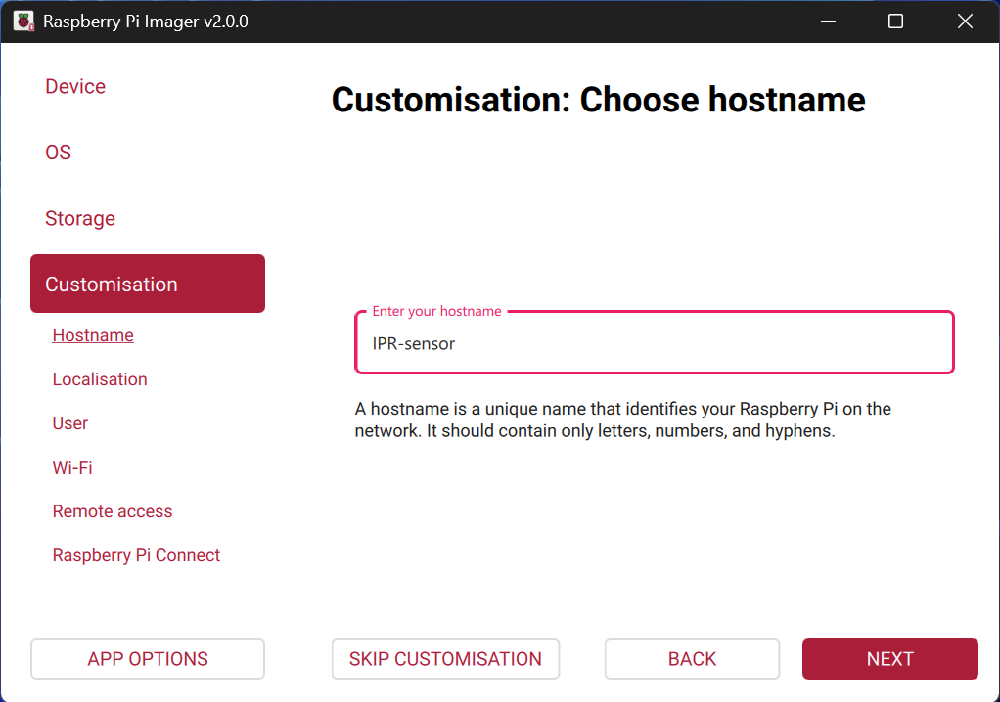 Raspberry Pi Imager v2.0.0
Device
OS
Storage
Customisation
Hostname
Localisation
User
Wi-Fi
Remote access
Raspberry Pi Connect
APP OPTIONS
Customisation: Choose hostname
Enter your hostname
IPR-sensor
A hostname is a unique name that identifies your Raspberry Pi on the
network. It should contain only letters, numbers, and hyphens.
SKIP CUSTOMISATION
BACK
NEXT